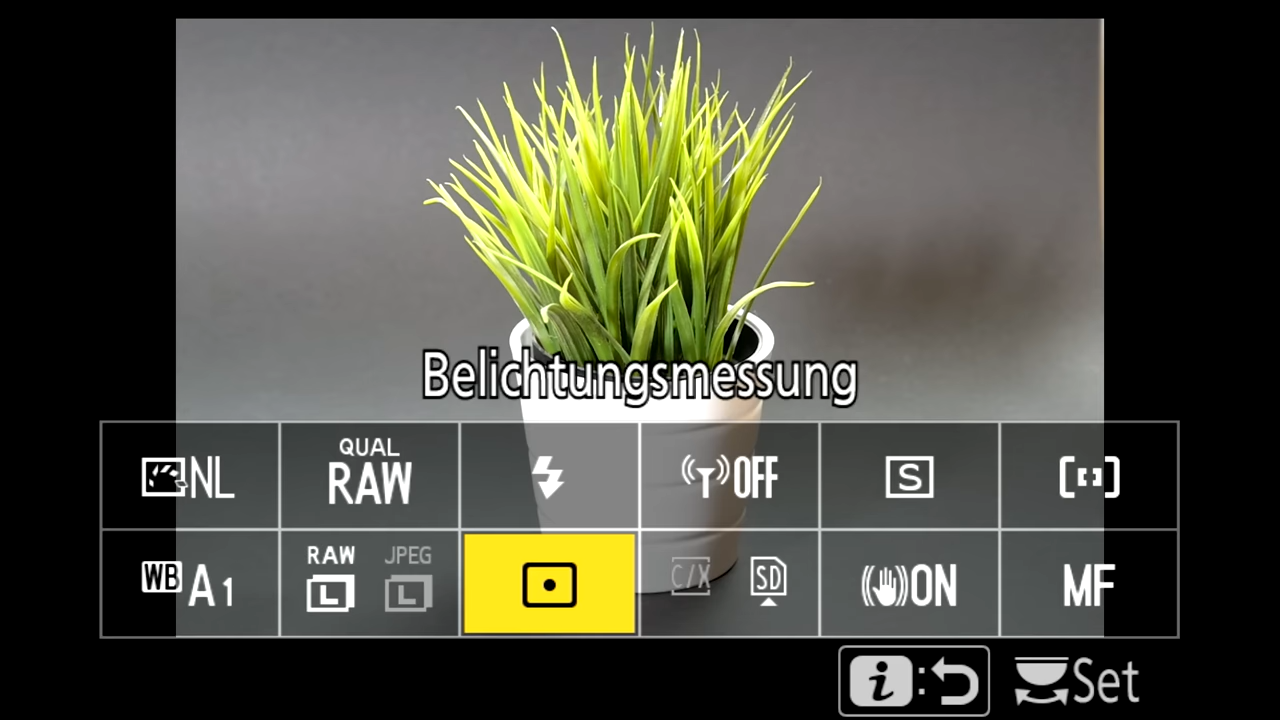 Belichtungsmessung
NL
QUAL
RAW
OFF
S
WB A1
RAW JPEG
L L
C/X SD
ON
MF
i : Set